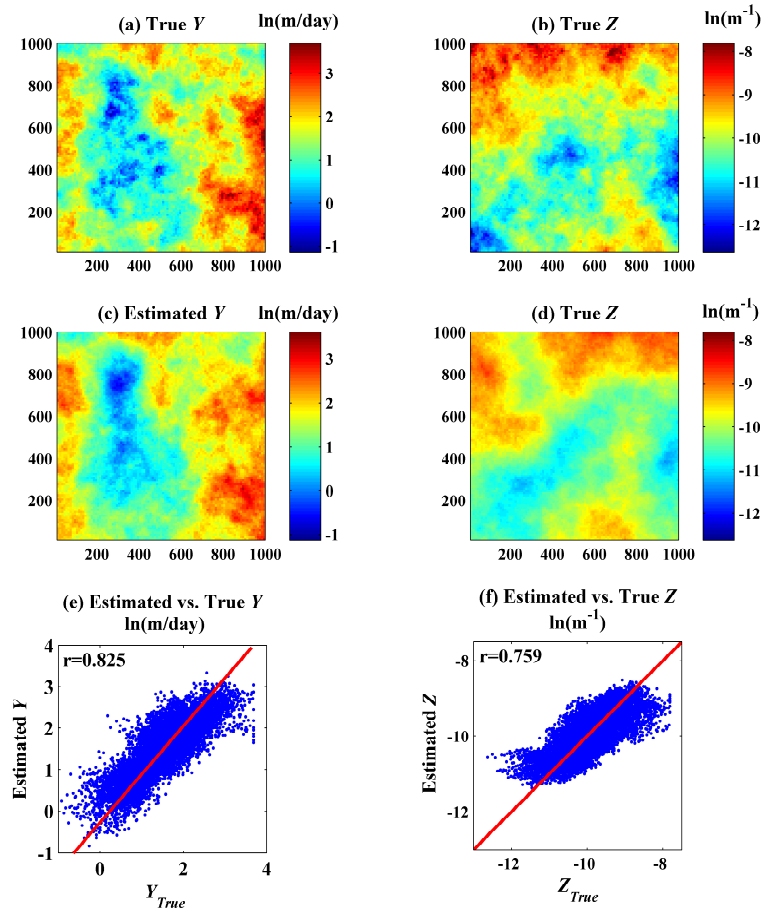 (a) True Y
ln(m/day)
1000
800
600
400
200
200 400 600 800 1000
3
2
1
0
-1
(b) True Z
ln(m⁻¹)
1000
800
600
400
200
200 400 600 800 1000
-8
-9
-10
-11
-12
(c) Estimated Y
ln(m/day)
1000
800
600
400
200
200 400 600 800 1000
3
2
1
0
-1
(d) True Z
ln(m⁻¹)
1000
800
600
400
200
200 400 600 800 1000
-8
-9
-10
-11
-12
(e) Estimated vs. True Y
ln(m/day)
r=0.825
Estimated Y
4
3
2
1
0
-1
0 2 4
Y_True
(f) Estimated vs. True Z
ln(m⁻¹)
r=0.759
Estimated Z
-8
-10
-12
-12 -10 -8
Z_True